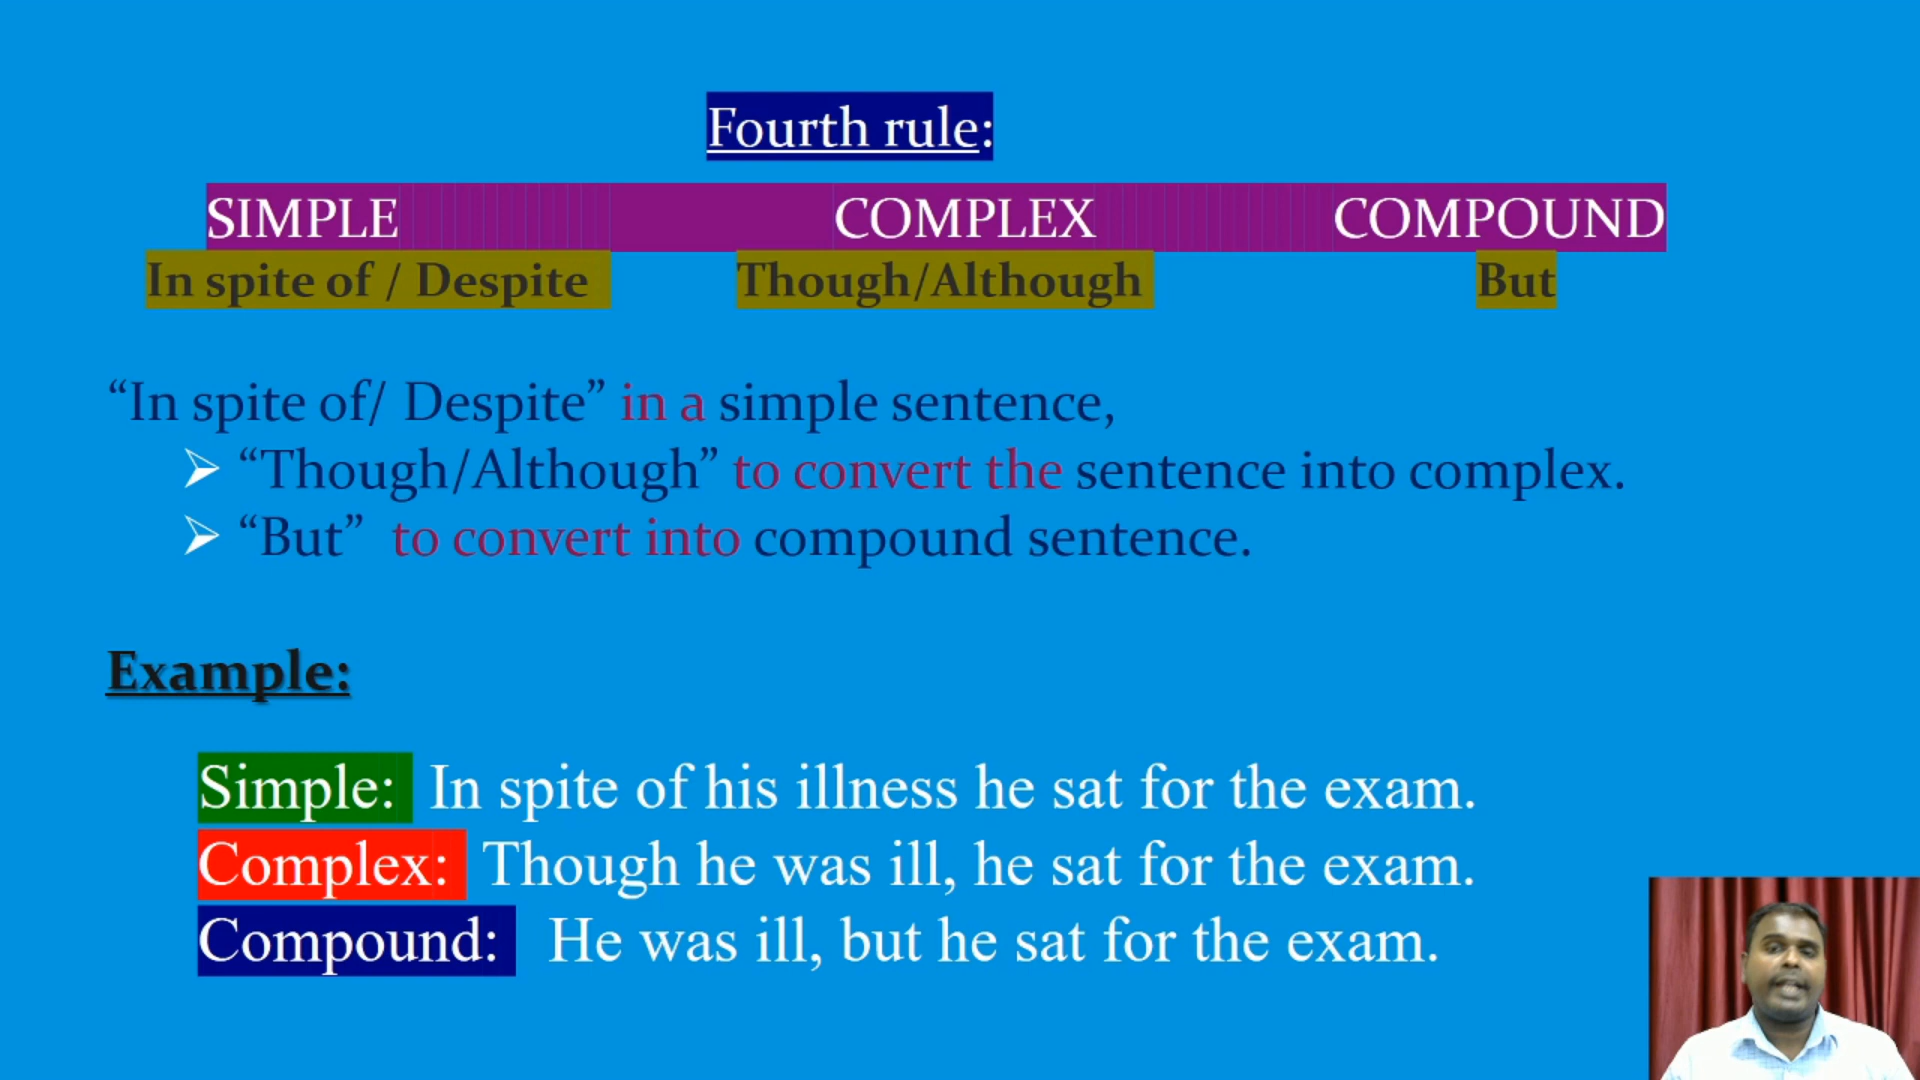 Fourth rule:
SIMPLE COMPLEX COMPOUND
In spite of / Despite Though/Although But
“In spite of/ Despite” in a simple sentence,
➢ “Though/Although” to convert the sentence into complex.
➢ “But” to convert into compound sentence.
Example:
Simple: In spite of his illness he sat for the exam.
Complex: Though he was ill, he sat for the exam.
Compound: He was ill, but he sat for the exam.